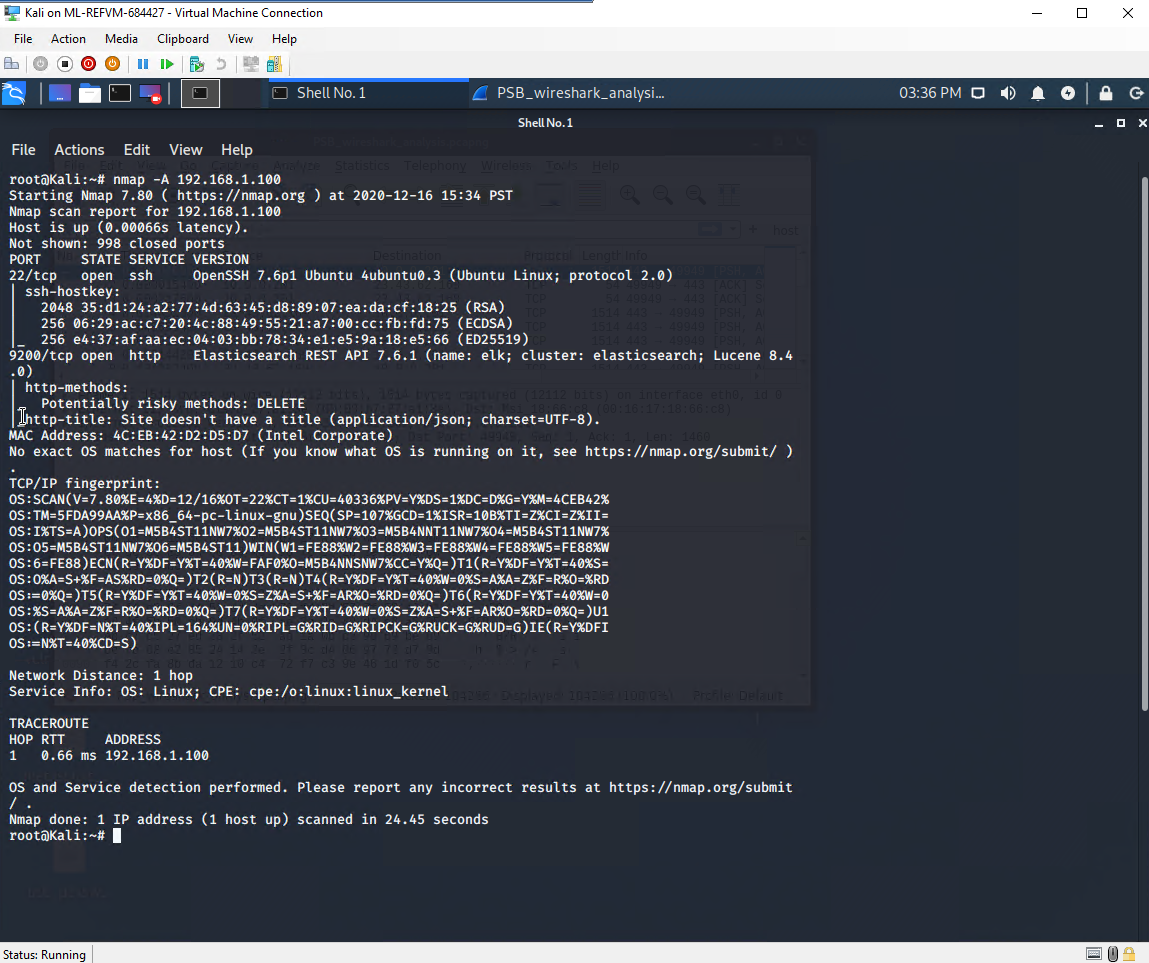 Kali on ML-REFVM-684427 - Virtual Machine Connection
File Action Media Clipboard View Help
Shell No. 1
PSB_wireshark_analysi...
03:36 PM
Shell No. 1
File Actions Edit View Help
root@Kali:~# nmap -A 192.168.1.100
Starting Nmap 7.80 ( https://nmap.org ) at 2020-12-16 15:34 PST
Nmap scan report for 192.168.1.100
Host is up (0.00066s latency).
Not shown: 998 closed ports
PORT     STATE SERVICE VERSION
22/tcp   open  ssh     OpenSSH 7.6p1 Ubuntu 4ubuntu0.3 (Ubuntu Linux; protocol 2.0)
| ssh-hostkey:
|   2048 35:d1:24:a2:77:4d:63:45:d8:89:07:ea:da:cf:18:25 (RSA)
|   256 06:29:ac:c7:20:4c:88:49:55:21:a7:00:cc:fb:fd:75 (ECDSA)
|_  256 e4:37:af:aa:ec:04:03:bb:78:34:e1:e5:9a:18:e5:66 (ED25519)
9200/tcp open  http    Elasticsearch REST API 7.6.1 (name: elk; cluster: elasticsearch; Lucene 8.4
.0)
| http-methods:
|   Potentially risky methods: DELETE
|_http-title: Site doesn't have a title (application/json; charset=UTF-8).
MAC Address: 4C:EB:42:D2:D5:D7 (Intel Corporate)
No exact OS matches for host (If you know what OS is running on it, see https://nmap.org/submit/ )
.
TCP/IP fingerprint:
OS:SCAN(V=7.80%E=4%D=12/16%OT=22%CT=1%CU=40336%PV=Y%DS=1%DC=D%G=Y%M=4CEB42%
OS:TM=5FDA99AA%P=x86_64-pc-linux-gnu)SEQ(SP=107%GCD=1%ISR=10B%TI=Z%CI=Z%II=
OS:I%TS=A)OPS(O1=M5B4ST11NW7%O2=M5B4ST11NW7%O3=M5B4NNT11NW7%O4=M5B4ST11NW7%
OS:O5=M5B4ST11NW7%O6=M5B4ST11)WIN(W1=FE88%W2=FE88%W3=FE88%W4=FE88%W5=FE88%W
OS:6=FE88)ECN(R=Y%DF=Y%T=40%W=FAF0%O=M5B4NNSNW7%CC=Y%Q=)T1(R=Y%DF=Y%T=40%S=
OS:O%A=S+%F=AS%RD=0%Q=)T2(R=N)T3(R=N)T4(R=Y%DF=Y%T=40%W=0%S=A%A=Z%F=R%O=%RD
OS:=0%Q=)T5(R=Y%DF=Y%T=40%W=0%S=Z%A=S+%F=AR%O=%RD=0%Q=)T6(R=Y%DF=Y%T=40%W=0
OS:%S=A%A=Z%F=R%O=%RD=0%Q=)T7(R=Y%DF=Y%T=40%W=0%S=Z%A=S+%F=AR%O=%RD=0%Q=)U1
OS:(R=Y%DF=N%T=40%IPL=164%UN=0%RIPL=G%RID=G%RIPCK=G%RUCK=G%RUD=G)IE(R=Y%DFI
OS:=N%T=40%CD=S)
Network Distance: 1 hop
Service Info: OS: Linux; CPE: cpe:/o:linux:linux_kernel
TRACEROUTE
HOP RTT     ADDRESS
1   0.66 ms 192.168.1.100
OS and Service detection performed. Please report any incorrect results at https://nmap.org/submit
/ .
Nmap done: 1 IP address (1 host up) scanned in 24.45 seconds
root@Kali:~#
Status: Running